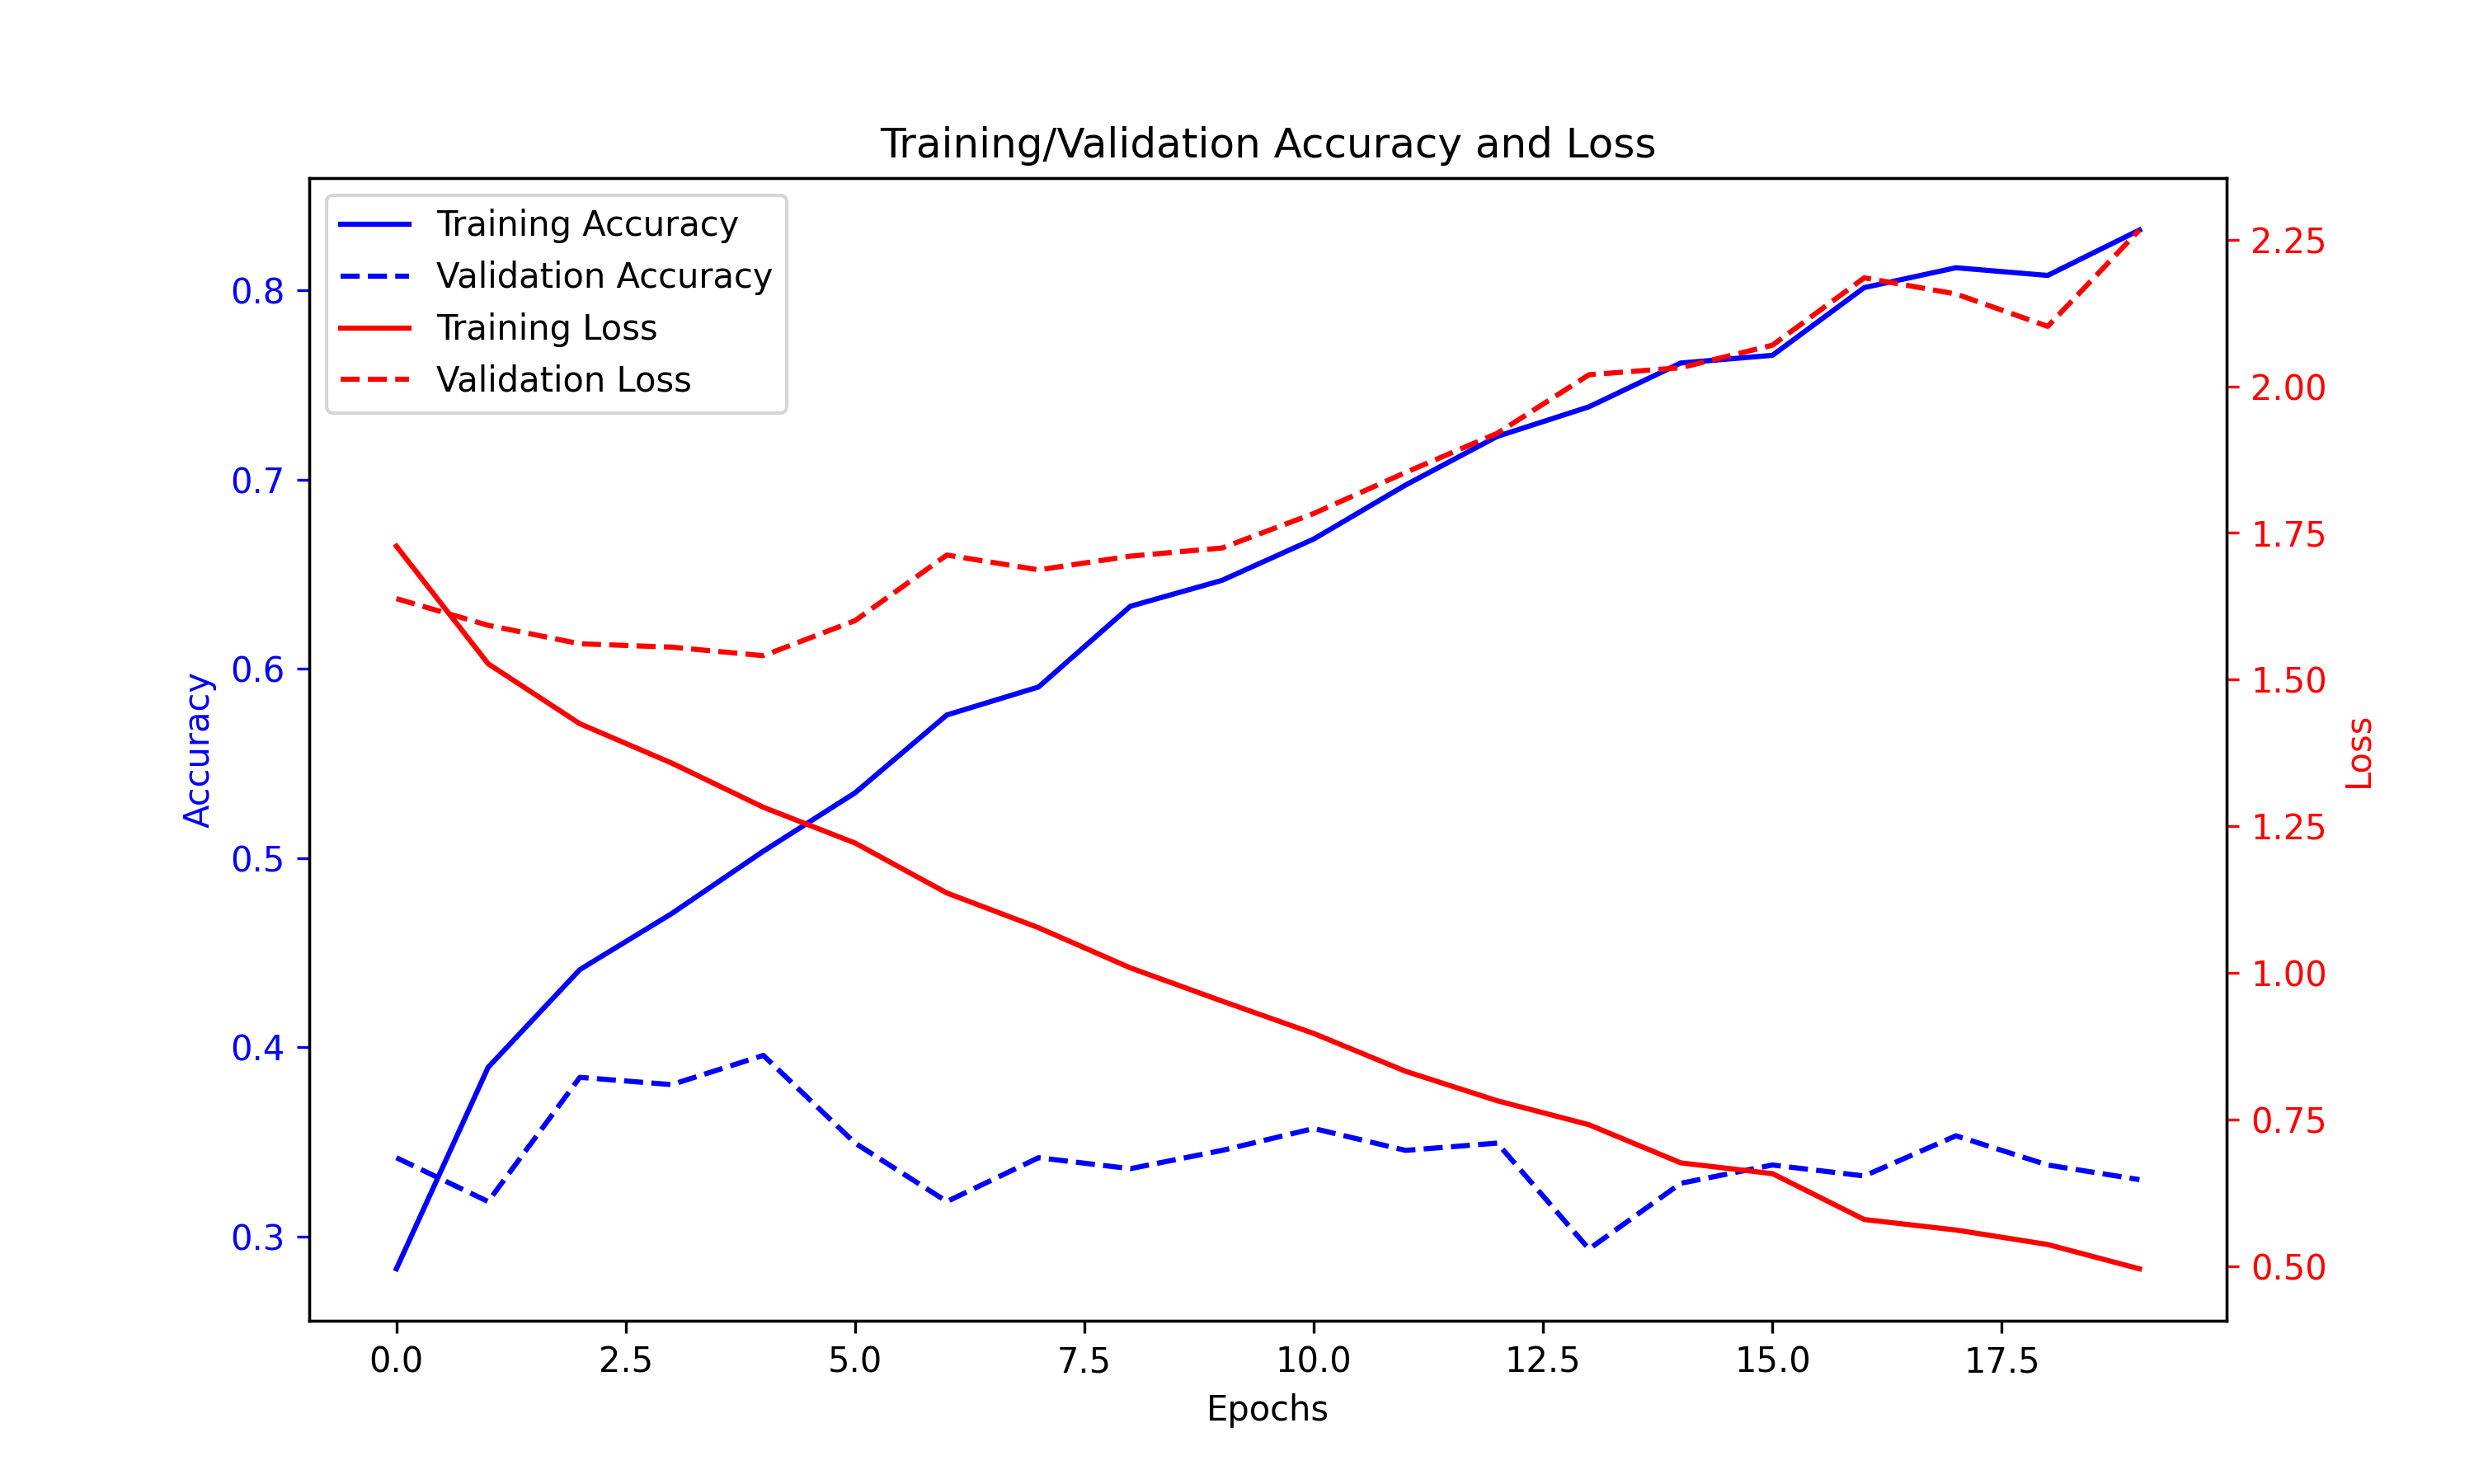 Training/Validation Accuracy and Loss
Training Accuracy
Validation Accuracy
Training Loss
Validation Loss
0.8
0.7
0.6
0.5
0.4
0.3
Accuracy
2.25
2.00
1.75
1.50
1.25
1.00
0.75
0.50
Loss
0.0 2.5 5.0 7.5 10.0 12.5 15.0 17.5
Epochs